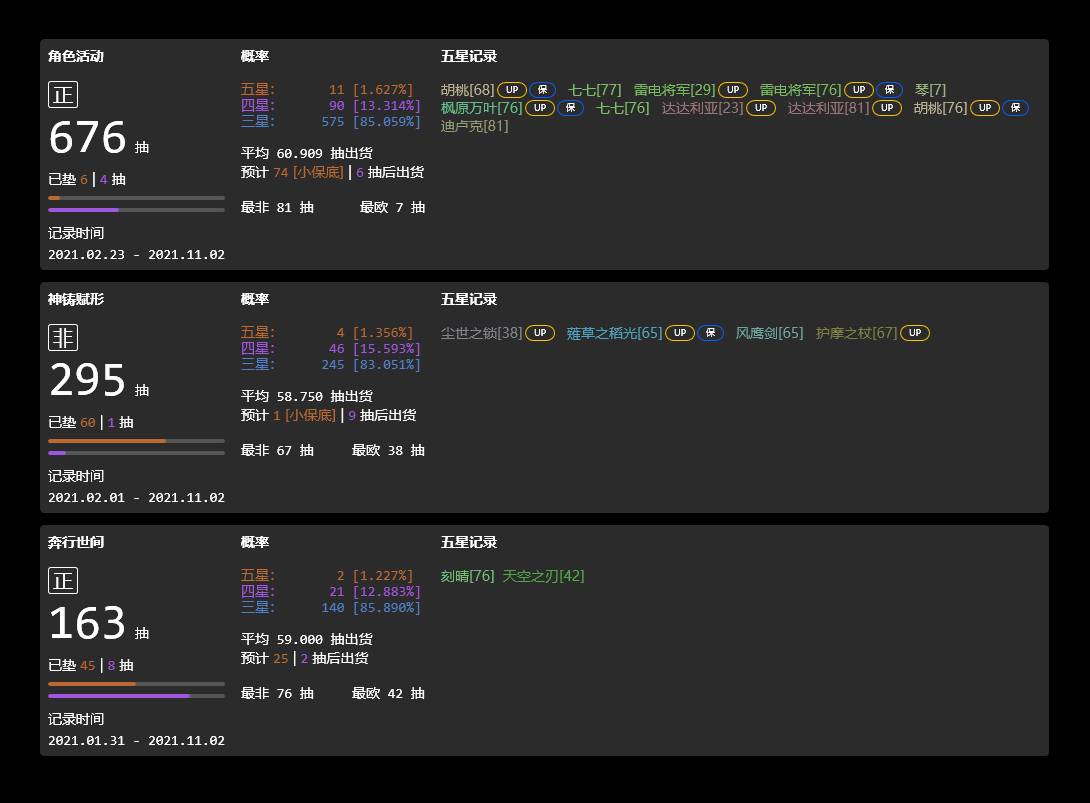 角色活动
正
676 抽
已垫 6 | 4 抽
记录时间
2021.02.23 - 2021.11.02
概率
五星: 11 [1.627%]
四星: 90 [13.314%]
三星: 575 [85.059%]
平均 60.909 抽出货
预计 74 [小保底] | 6 抽后出货
最非 81 抽 最欧 7 抽
五星记录
胡桃[68] UP 保 七七[77] 雷电将军[29] UP 雷电将军[76] UP 保 琴[7]
枫原万叶[76] UP 保 七七[76] 达达利亚[23] UP 达达利亚[81] UP 胡桃[76] UP 保
迪卢克[81]
神铸赋形
非
295 抽
已垫 60 | 1 抽
记录时间
2021.02.01 - 2021.11.02
概率
五星: 4 [1.356%]
四星: 46 [15.593%]
三星: 245 [83.051%]
平均 58.750 抽出货
预计 1 [小保底] | 9 抽后出货
最非 67 抽 最欧 38 抽
五星记录
尘世之锁[38] UP 薙草之稻光[65] UP 保 风鹰剑[65] 护摩之杖[67] UP
奔行世间
正
163 抽
已垫 45 | 8 抽
记录时间
2021.01.31 - 2021.11.02
概率
五星: 2 [1.227%]
四星: 21 [12.883%]
三星: 140 [85.890%]
平均 59.000 抽出货
预计 25 | 2 抽后出货
最非 76 抽 最欧 42 抽
五星记录
刻晴[76] 天空之刃[42]